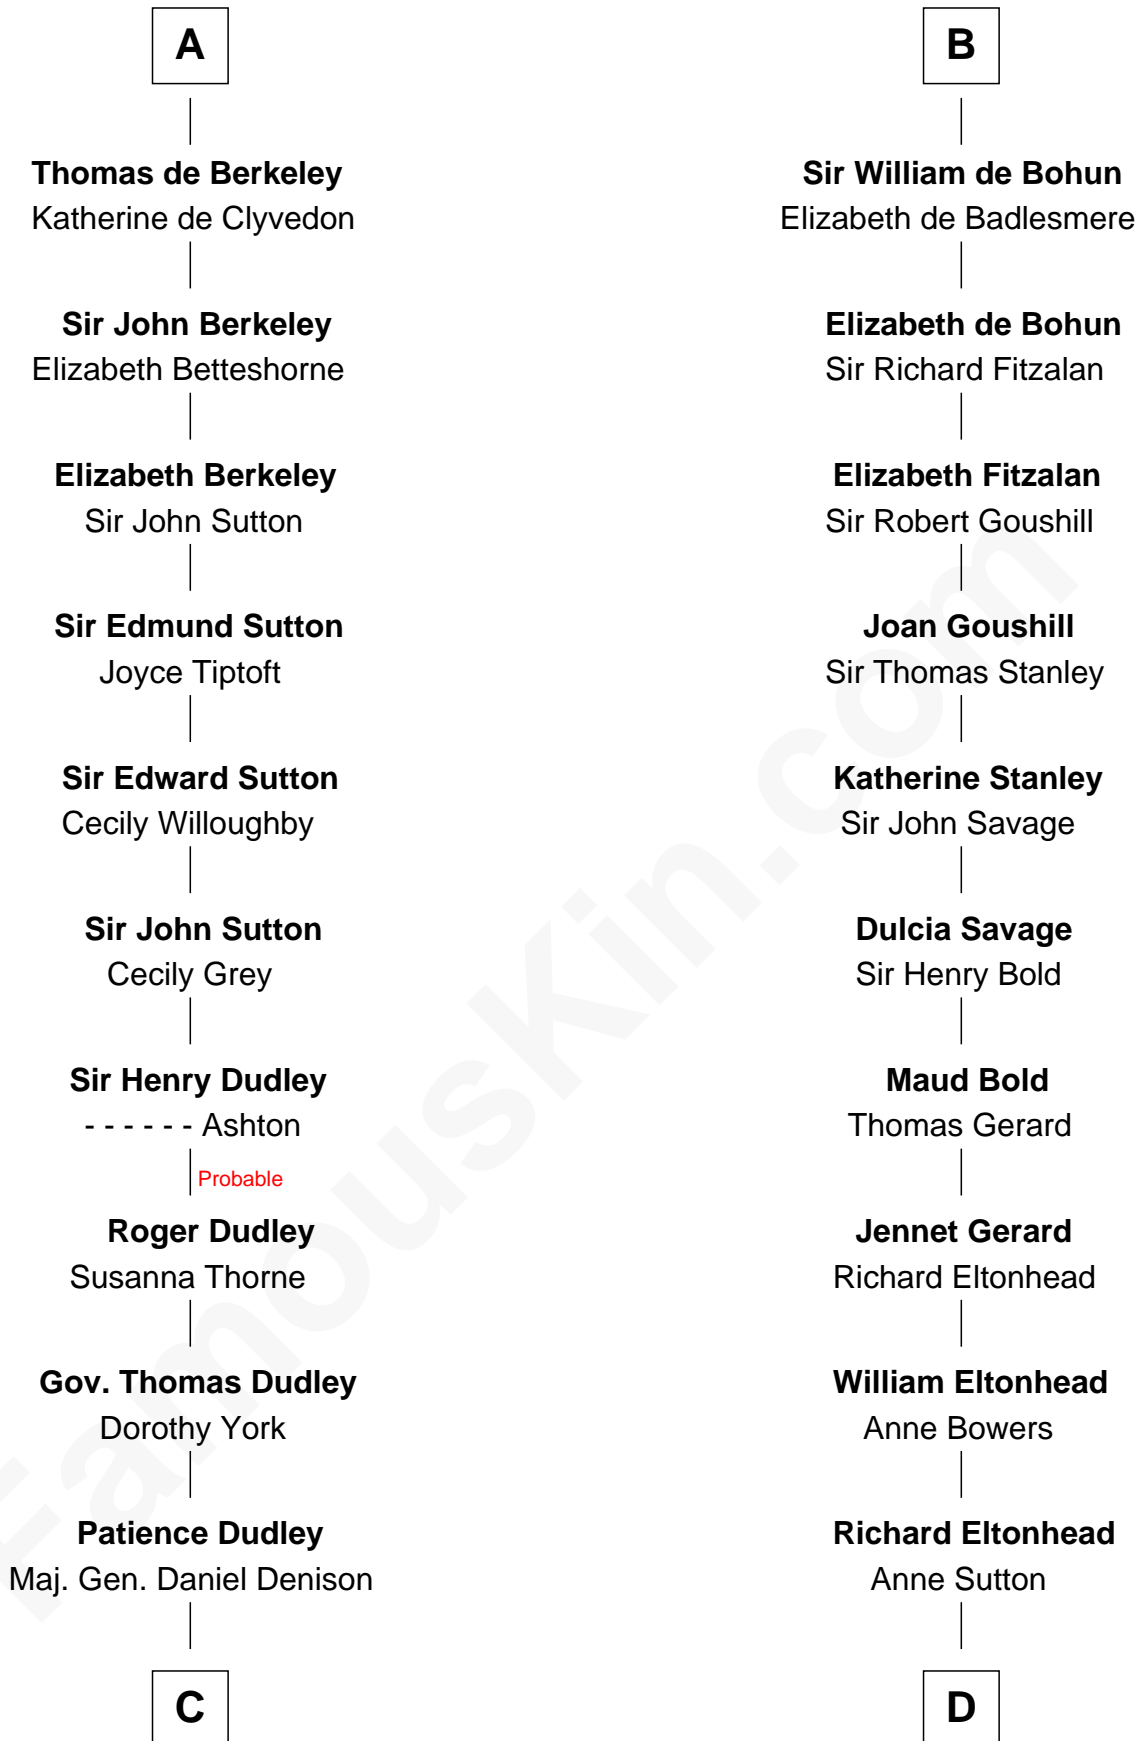 A
Thomas de Berkeley
Katherine de Clyvedon
Sir John Berkeley
Elizabeth Betteshorne
Elizabeth Berkeley
Sir John Sutton
Sir Edmund Sutton
Joyce Tiptoft
Sir Edward Sutton
Cecily Willoughby
Sir John Sutton
Cecily Grey
Sir Henry Dudley
- - - - - - Ashton
Probable
Roger Dudley
Susanna Thorne
Gov. Thomas Dudley
Dorothy York
Patience Dudley
Maj. Gen. Daniel Denison
C
B
Sir William de Bohun
Elizabeth de Badlesmere
Elizabeth de Bohun
Sir Richard Fitzalan
Elizabeth Fitzalan
Sir Robert Goushill
Joan Goushill
Sir Thomas Stanley
Katherine Stanley
Sir John Savage
Dulcia Savage
Sir Henry Bold
Maud Bold
Thomas Gerard
Jennet Gerard
Richard Eltonhead
William Eltonhead
Anne Bowers
Richard Eltonhead
Anne Sutton
D
FamousKin.com